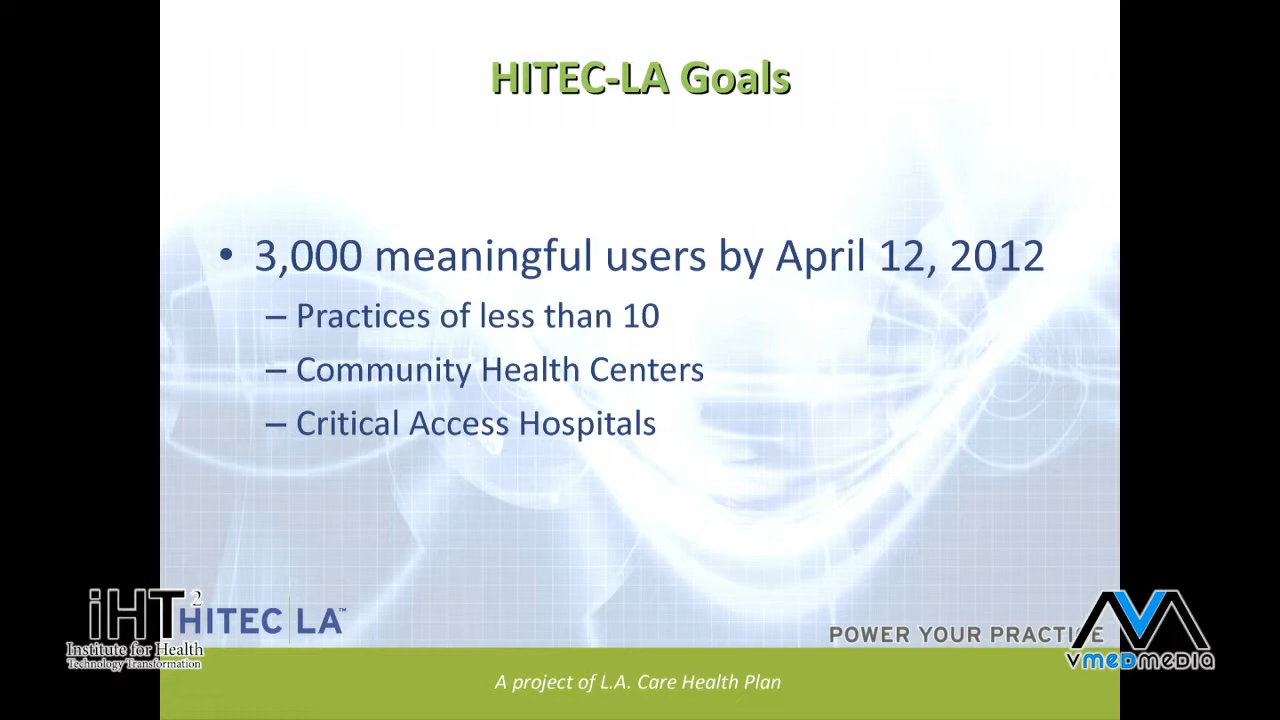 HITEC-LA Goals
• 3,000 meaningful users by April 12, 2012
– Practices of less than 10
– Community Health Centers
– Critical Access Hospitals
iHT2
HITEC LA™
Institute for Health
Technology Transformation
POWER YOUR PRACTICE
vmedmedia
A project of L.A. Care Health Plan